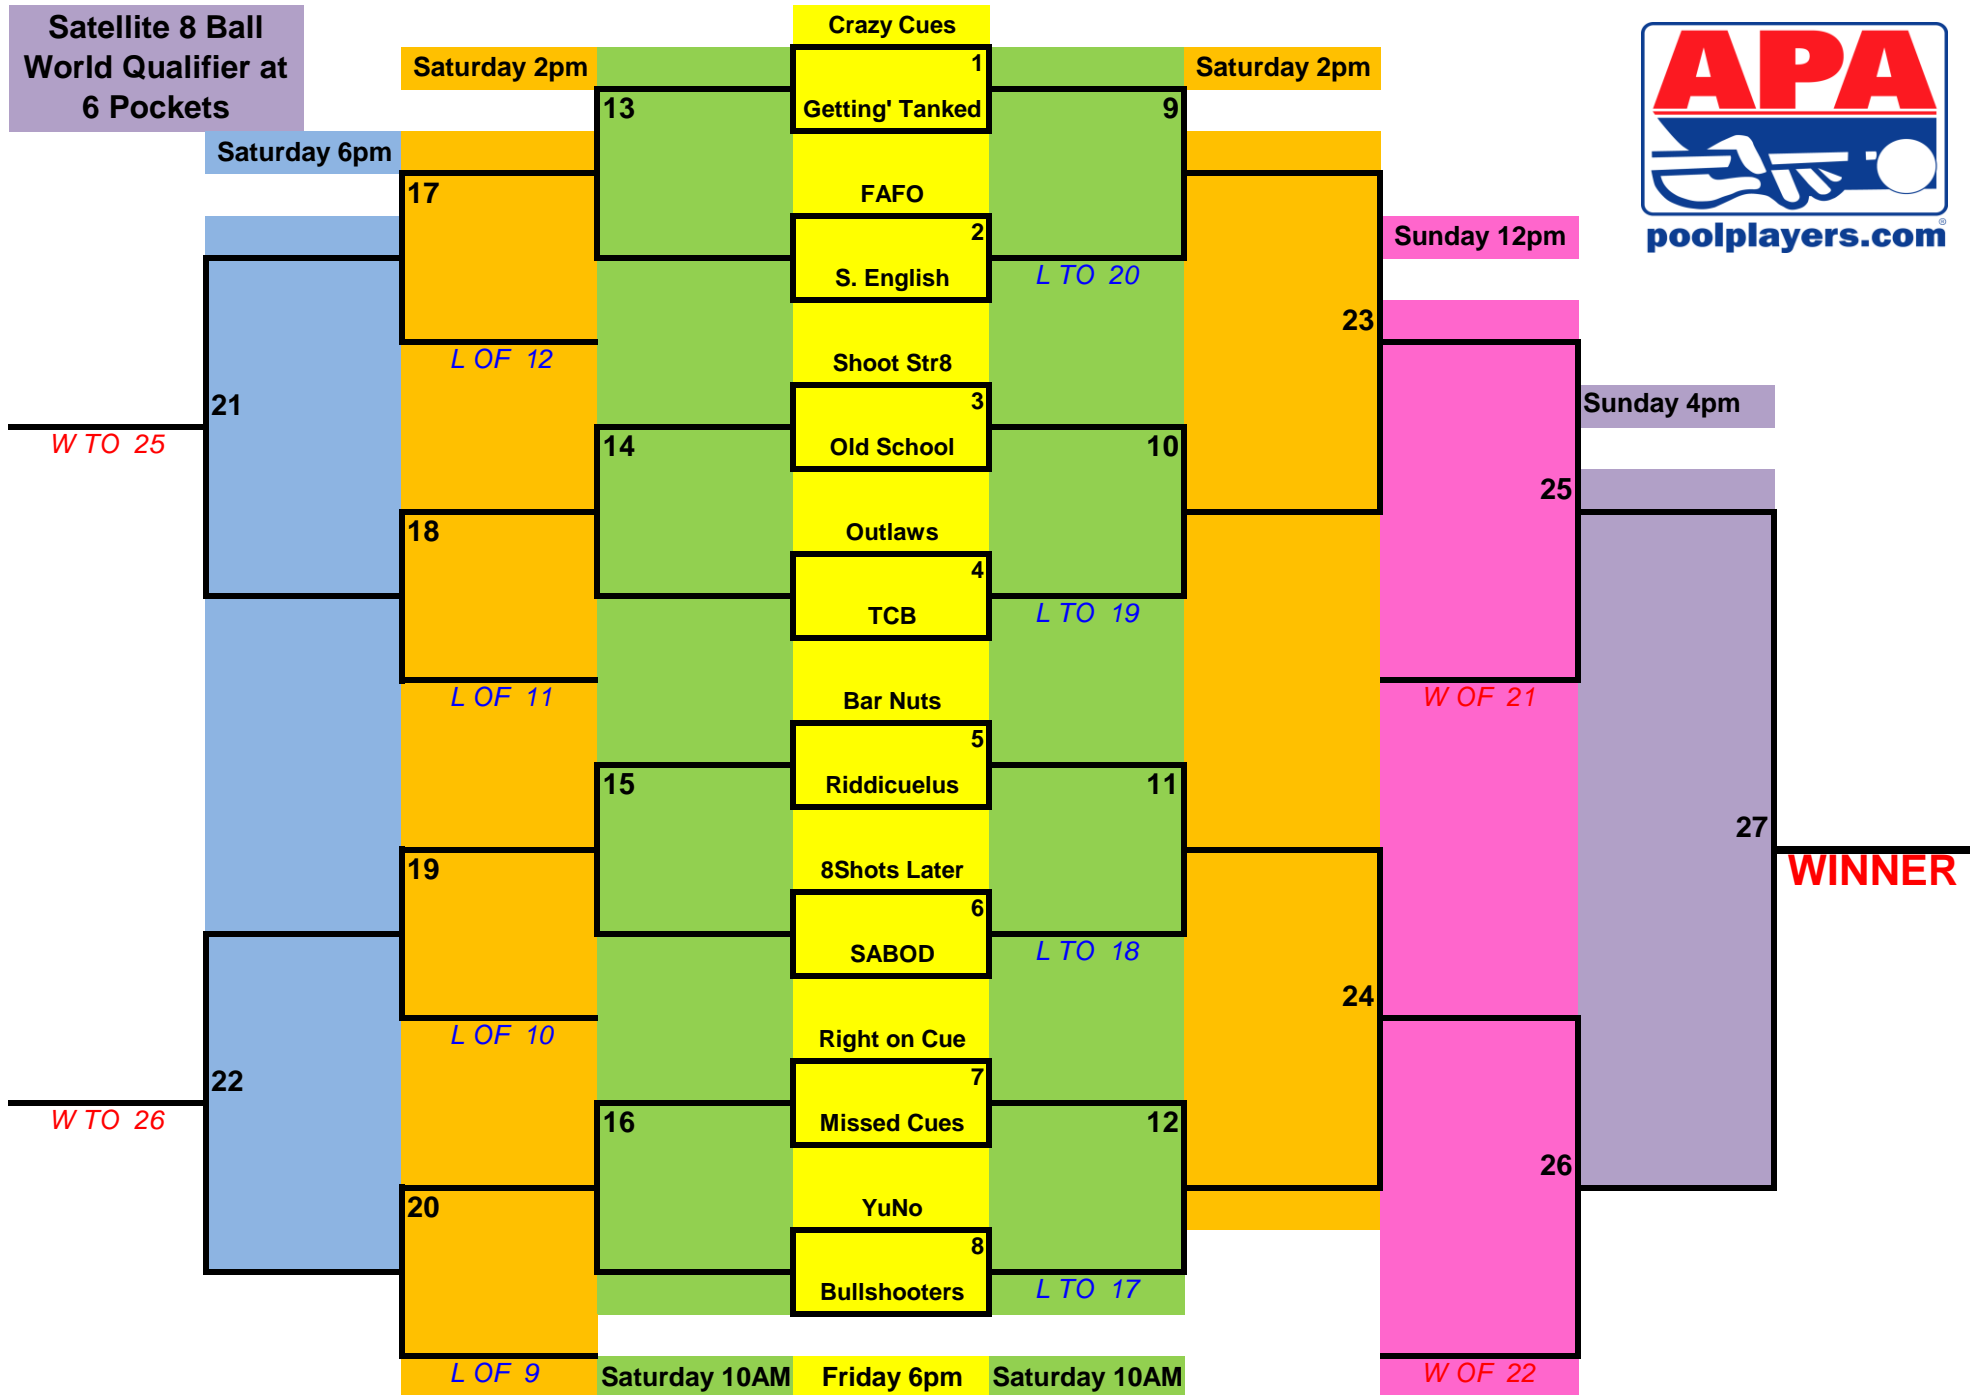 Satellite 8 Ball
World Qualifier at
6 Pockets
Crazy Cues
APA
poolplayers.com
®
Saturday 2pm
1
Saturday 2pm
13
Getting' Tanked
9
Saturday 6pm
17
FAFO
2
Sunday 12pm
S. English
L TO 20
23
L OF 12
Shoot Str8
21
3
Sunday 4pm
W TO 25
14
Old School
10
25
18
Outlaws
4
TCB
L TO 19
L OF 11
Bar Nuts
W OF 21
5
15
Riddicuelus
11
27
19
8Shots Later
WINNER
6
SABOD
L TO 18
24
L OF 10
Right on Cue
22
7
W TO 26
16
Missed Cues
12
26
20
YuNo
8
Bullshooters
L TO 17
L OF 9
Saturday 10AM
Friday 6pm
Saturday 10AM
W OF 22